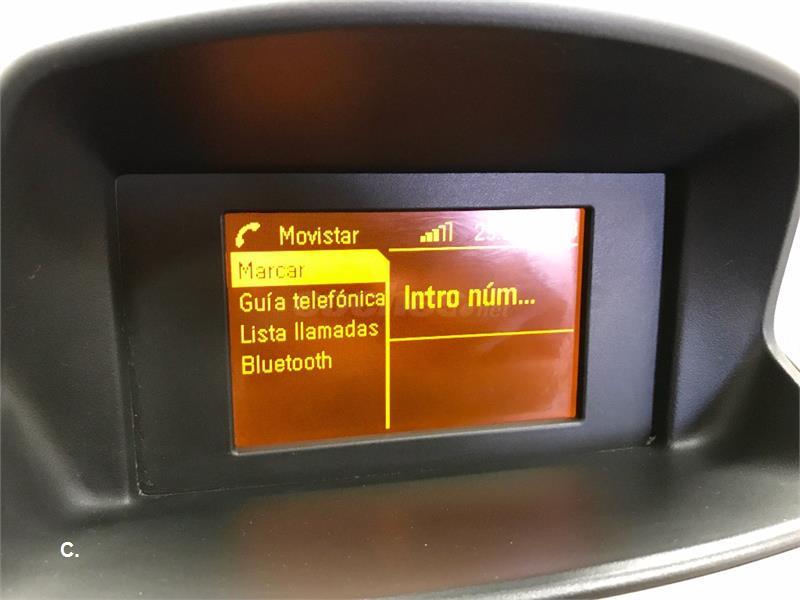 Movistar
Marcar
Guía telefónica
Lista llamadas
Bluetooth
Intro núm...
C.